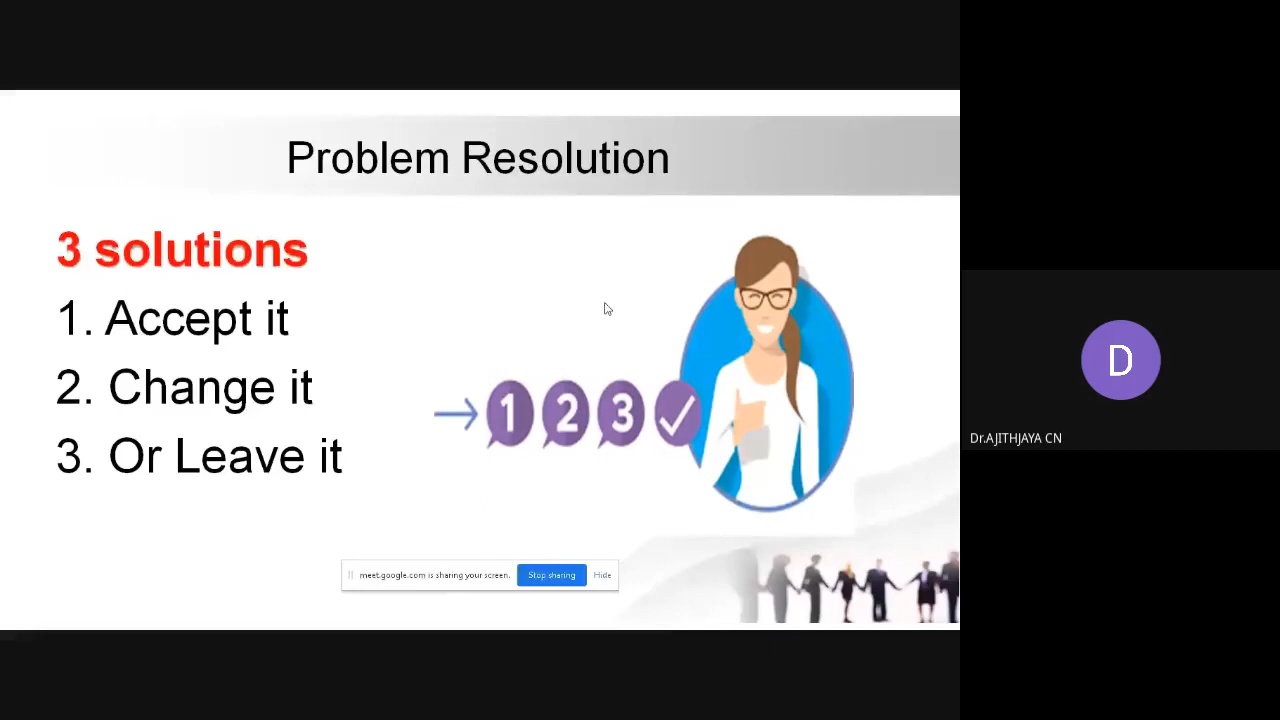 Problem Resolution
3 solutions
1. Accept it
2. Change it
3. Or Leave it
1 2 3
meet.google.com is sharing your screen. Stop sharing Hide
D
Dr.AJITHJAYA CN